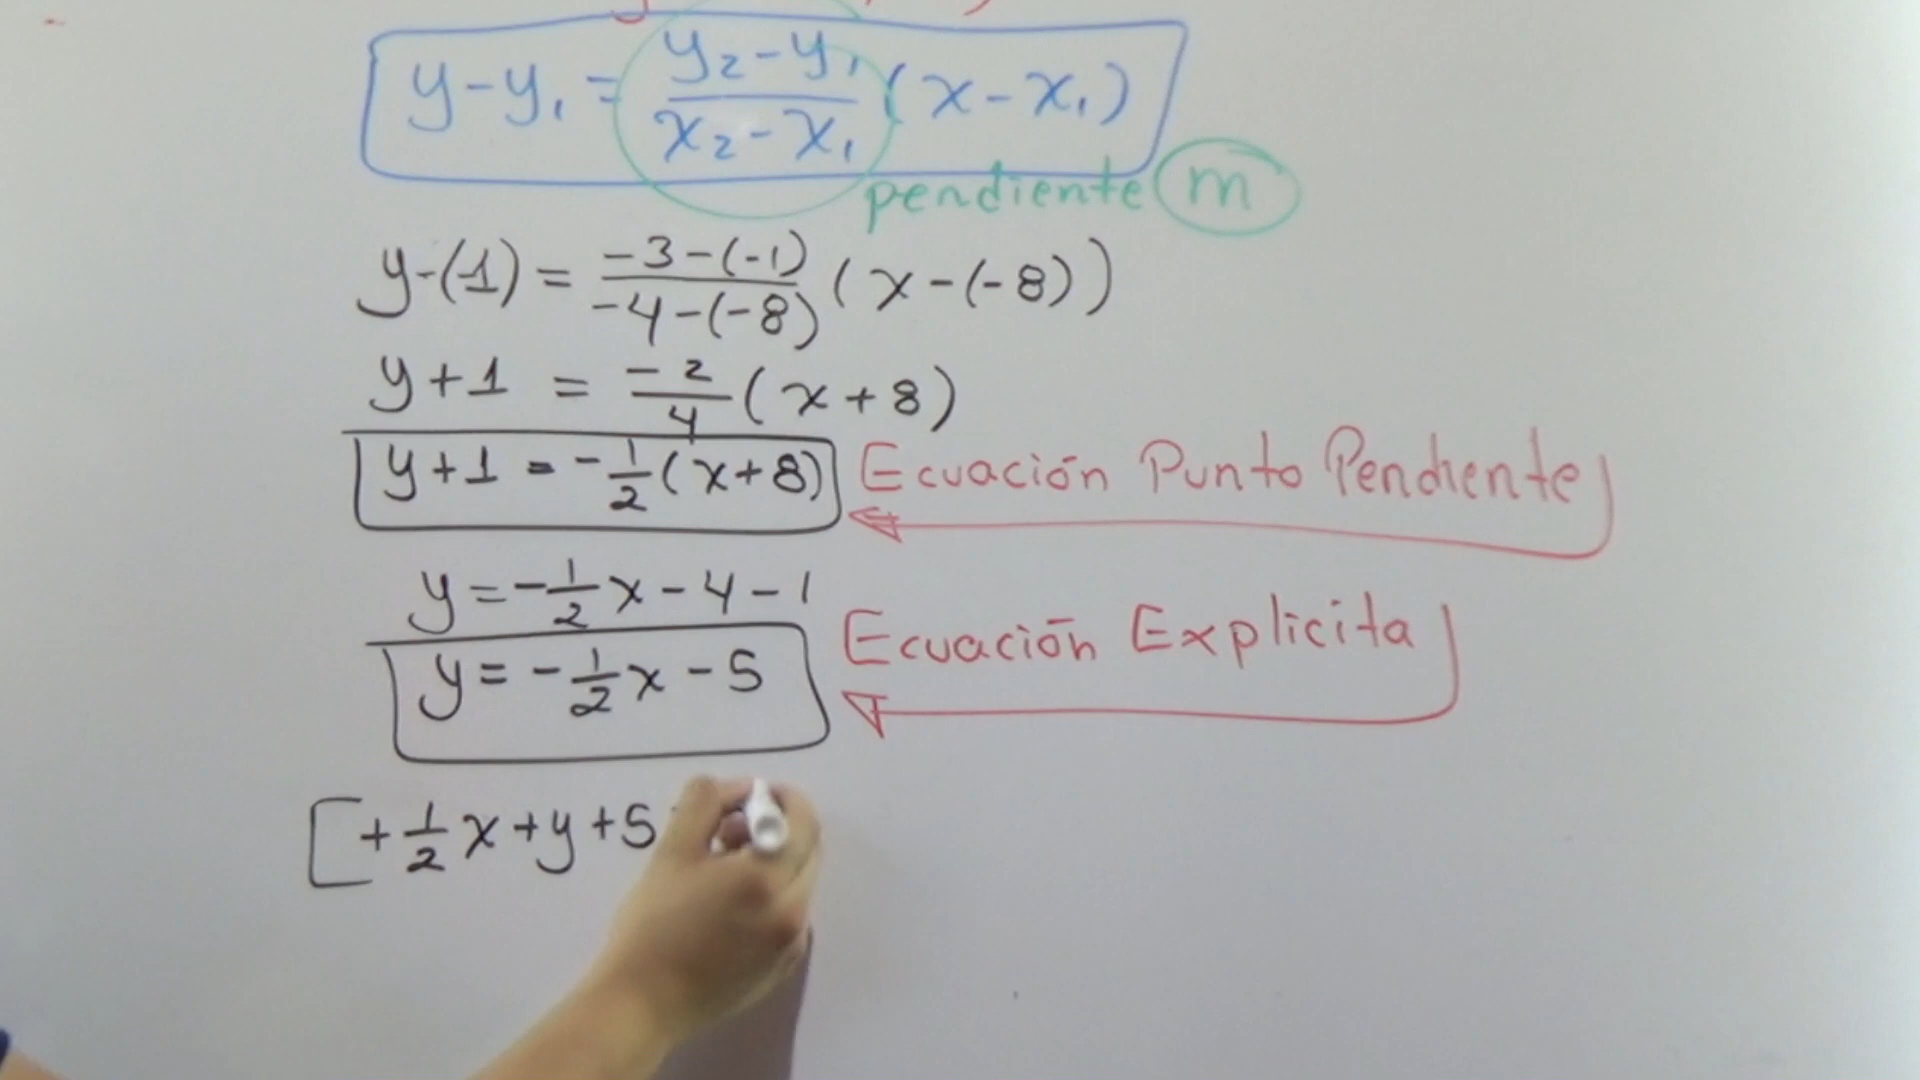 y-y₁ = (y₂-y₁)/(x₂-x₁) (x-x₁)
pendiente m
y-(-1) = (-3-(-1))/(-4-(-8)) (x-(-8))
y+1 = -2/4 (x+8)
y+1 = -1/2 (x+8) Ecuación Punto Pendiente
y = -1/2 x - 4 - 1
y = -1/2 x - 5 Ecuación Explicita
[+1/2 x+y+5